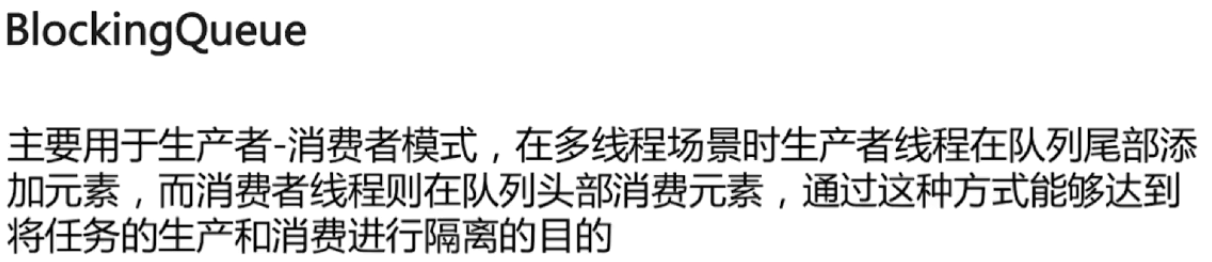 BlockingQueue
主要用于生产者-消费者模式，在多线程场景时生产者线程在队列尾部添
加元素，而消费者线程则在队列头部消费元素，通过这种方式能够达到
将任务的生产和消费进行隔离的目的